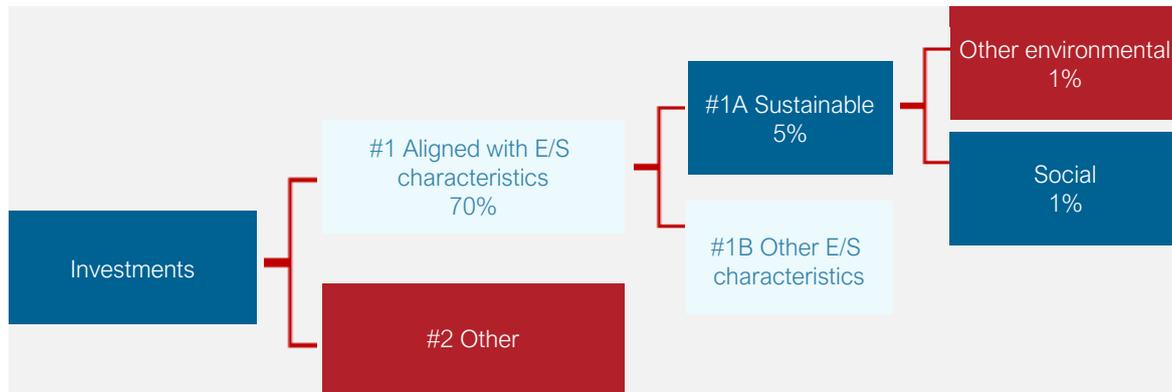 Investments
#1 Aligned with E/S
characteristics
70%
#2 Other
#1A Sustainable
5%
#1B Other E/S
characteristics
Other environmental
1%
Social
1%